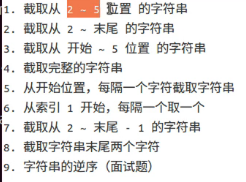 1. 截取从 2 ~ 5 位置 的字符串
2. 截取从 2 ~ 末尾 的字符串
3. 截取从 开始 ~ 5 位置 的字符串
4. 截取完整的字符串
5. 从开始位置，每隔一个字符截取字符串
6. 从索引 1 开始，每隔一个取一个
7. 截取从 2 ~ 末尾 - 1 的字符串
8. 截取字符串末尾两个字符
9. 字符串的逆序（面试题）